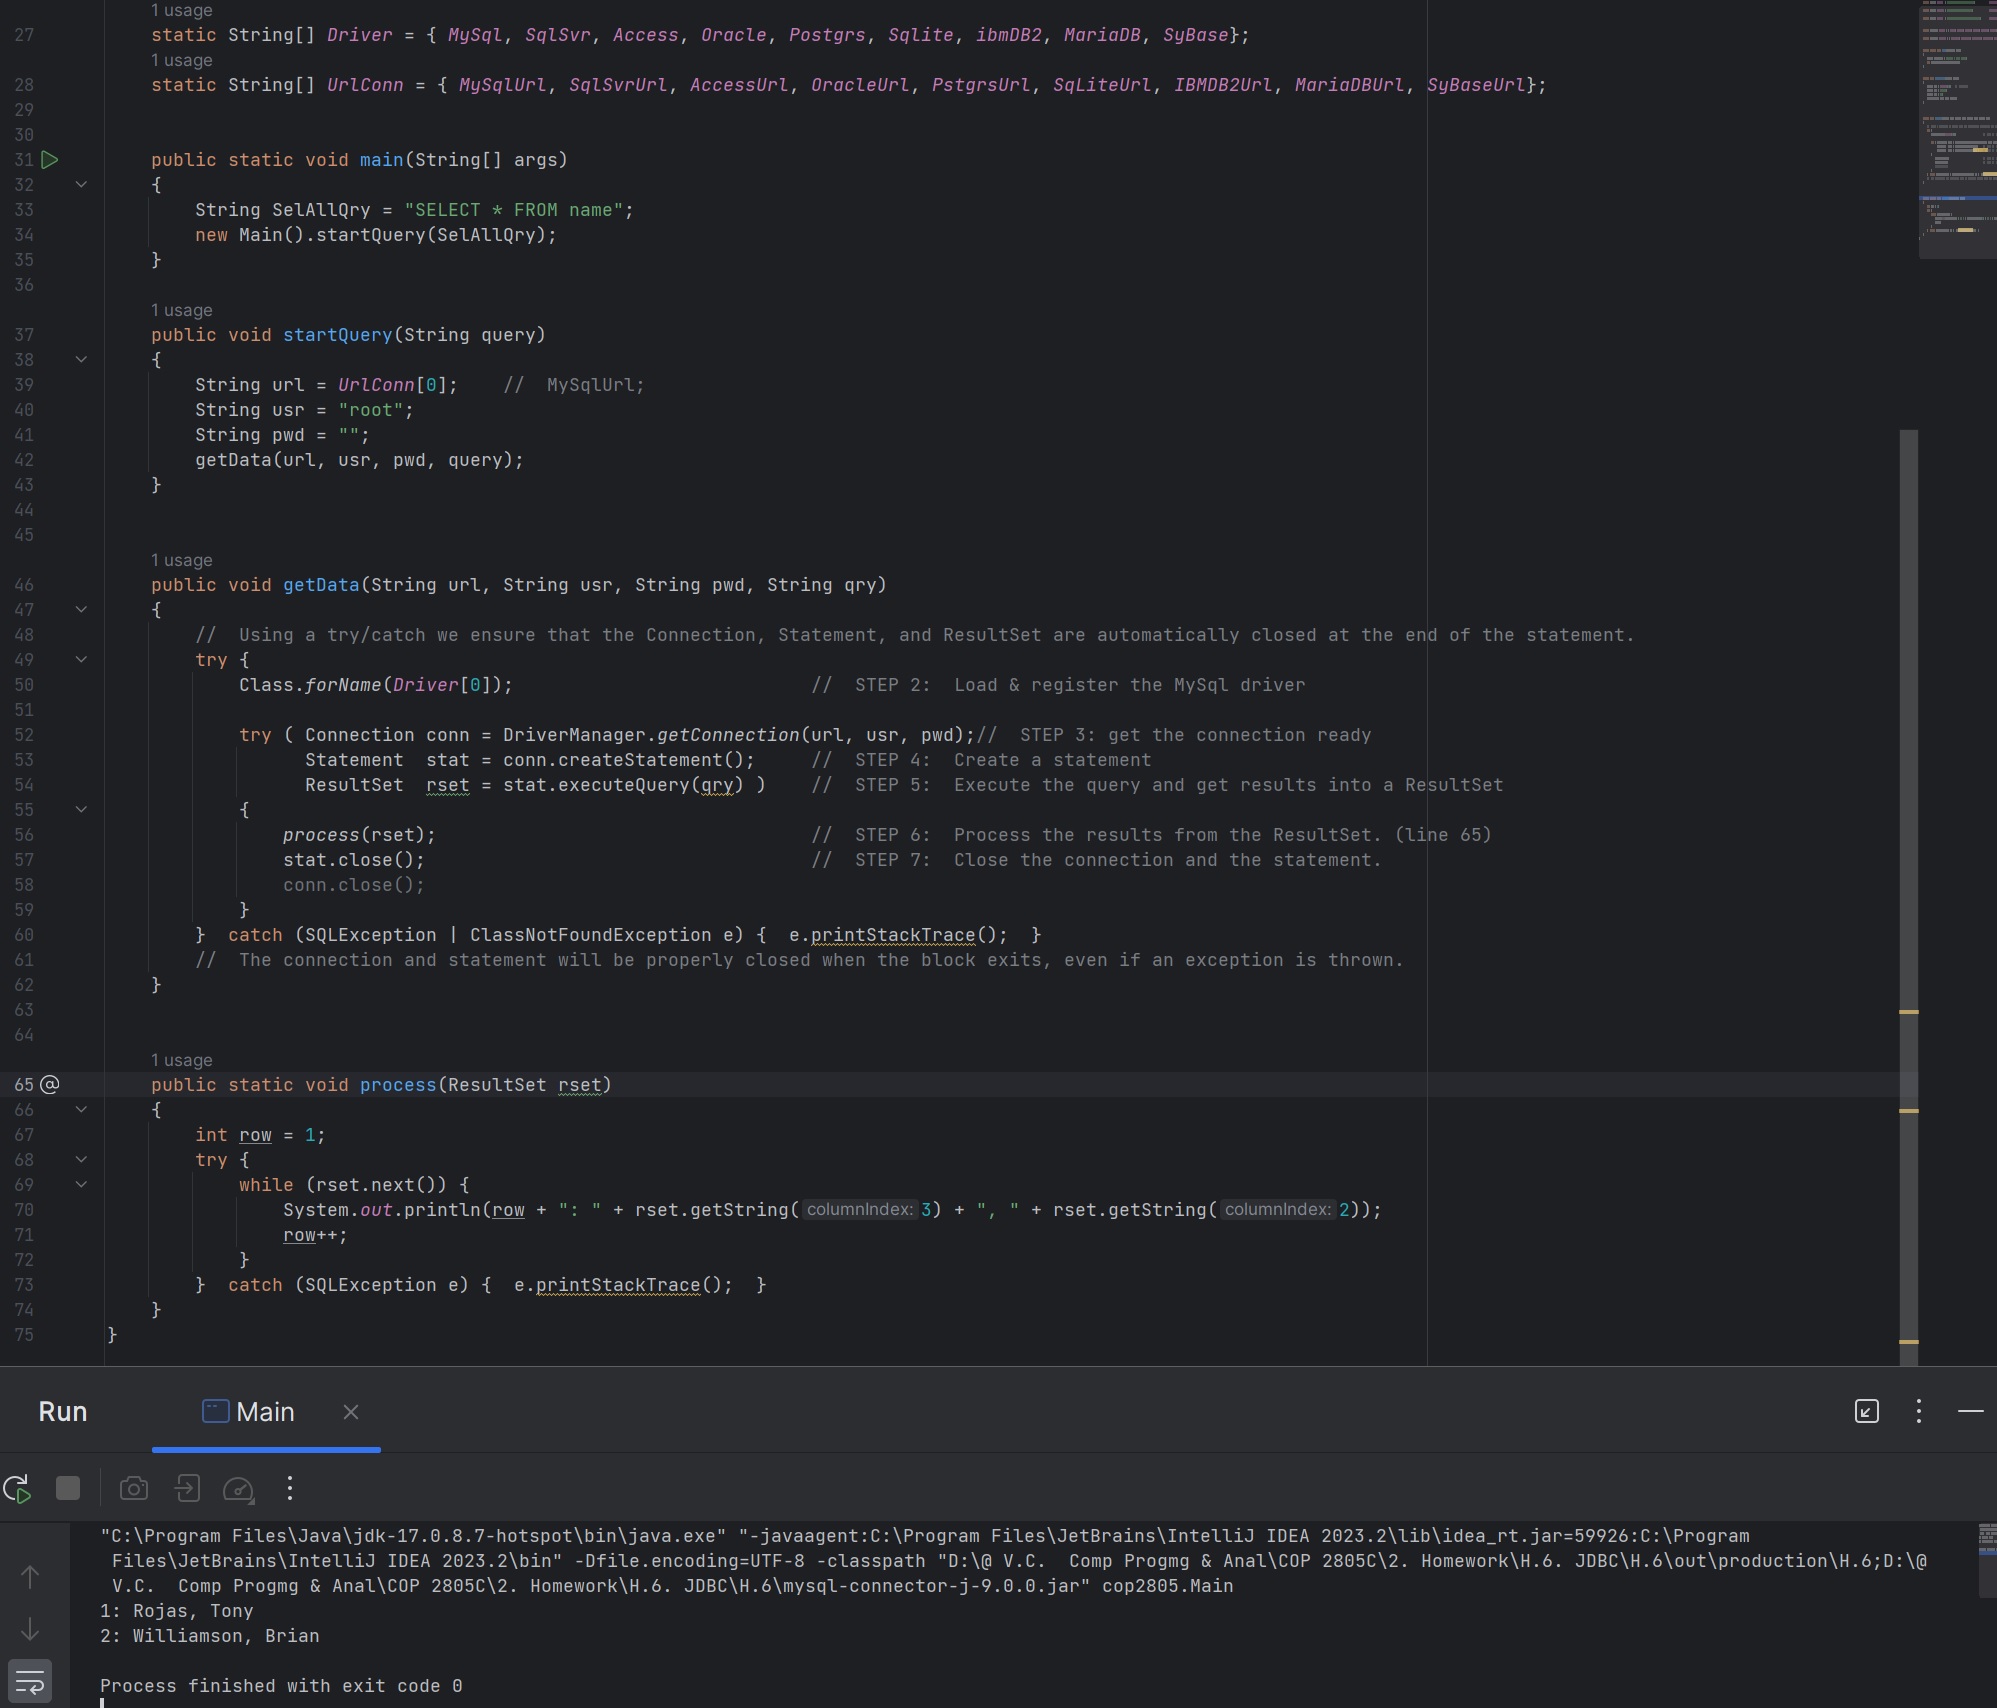 1 usage
27 static String[] Driver = { MySql, SqlSvr, Access, Oracle, Postgrs, Sqlite, ibmDB2, MariaDB, SyBase};
1 usage
28 static String[] UrlConn = { MySqlUrl, SqlSvrUrl, AccessUrl, OracleUrl, PstgrsUrl, SqLiteUrl, IBMDB2Url, MariaDBUrl, SyBaseUrl};
29
30
31 public static void main(String[] args)
32 {
33 String SelAllQry = "SELECT * FROM name";
34 new Main().startQuery(SelAllQry);
35 }
36
1 usage
37 public void startQuery(String query)
38 {
39 String url = UrlConn[0]; // MySqlUrl;
40 String usr = "root";
41 String pwd = "";
42 getData(url, usr, pwd, query);
43 }
44
45
1 usage
46 public void getData(String url, String usr, String pwd, String qry)
47 {
48 // Using a try/catch we ensure that the Connection, Statement, and ResultSet are automatically closed at the end of the statement.
49 try {
50 Class.forName(Driver[0]); // STEP 2: Load & register the MySql driver
51
52 try ( Connection conn = DriverManager.getConnection(url, usr, pwd);// STEP 3: get the connection ready
53 Statement stat = conn.createStatement(); // STEP 4: Create a statement
54 ResultSet rset = stat.executeQuery(qry) ) // STEP 5: Execute the query and get results into a ResultSet
55 {
56 process(rset); // STEP 6: Process the results from the ResultSet. (line 65)
57 stat.close(); // STEP 7: Close the connection and the statement.
58 conn.close();
59 }
60 } catch (SQLException | ClassNotFoundException e) { e.printStackTrace(); }
61 // The connection and statement will be properly closed when the block exits, even if an exception is thrown.
62 }
63
64
1 usage
65 @ public static void process(ResultSet rset)
66 {
67 int row = 1;
68 try {
69 while (rset.next()) {
70 System.out.println(row + ": " + rset.getString( columnIndex: 3) + ", " + rset.getString( columnIndex: 2));
71 row++;
72 }
73 } catch (SQLException e) { e.printStackTrace(); }
74 }
75 }
Run Main
"C:\Program Files\Java\jdk-17.0.8.7-hotspot\bin\java.exe" "-javaagent:C:\Program Files\JetBrains\IntelliJ IDEA 2023.2\lib\idea_rt.jar=59926:C:\Program
Files\JetBrains\IntelliJ IDEA 2023.2\bin" -Dfile.encoding=UTF-8 -classpath "D:\@ V.C.  Comp Progmg & Anal\COP 2805C\2. Homework\H.6. JDBC\H.6\out\production\H.6;D:\@
V.C.  Comp Progmg & Anal\COP 2805C\2. Homework\H.6. JDBC\H.6\mysql-connector-j-9.0.0.jar" cop2805.Main
1: Rojas, Tony
2: Williamson, Brian
Process finished with exit code 0